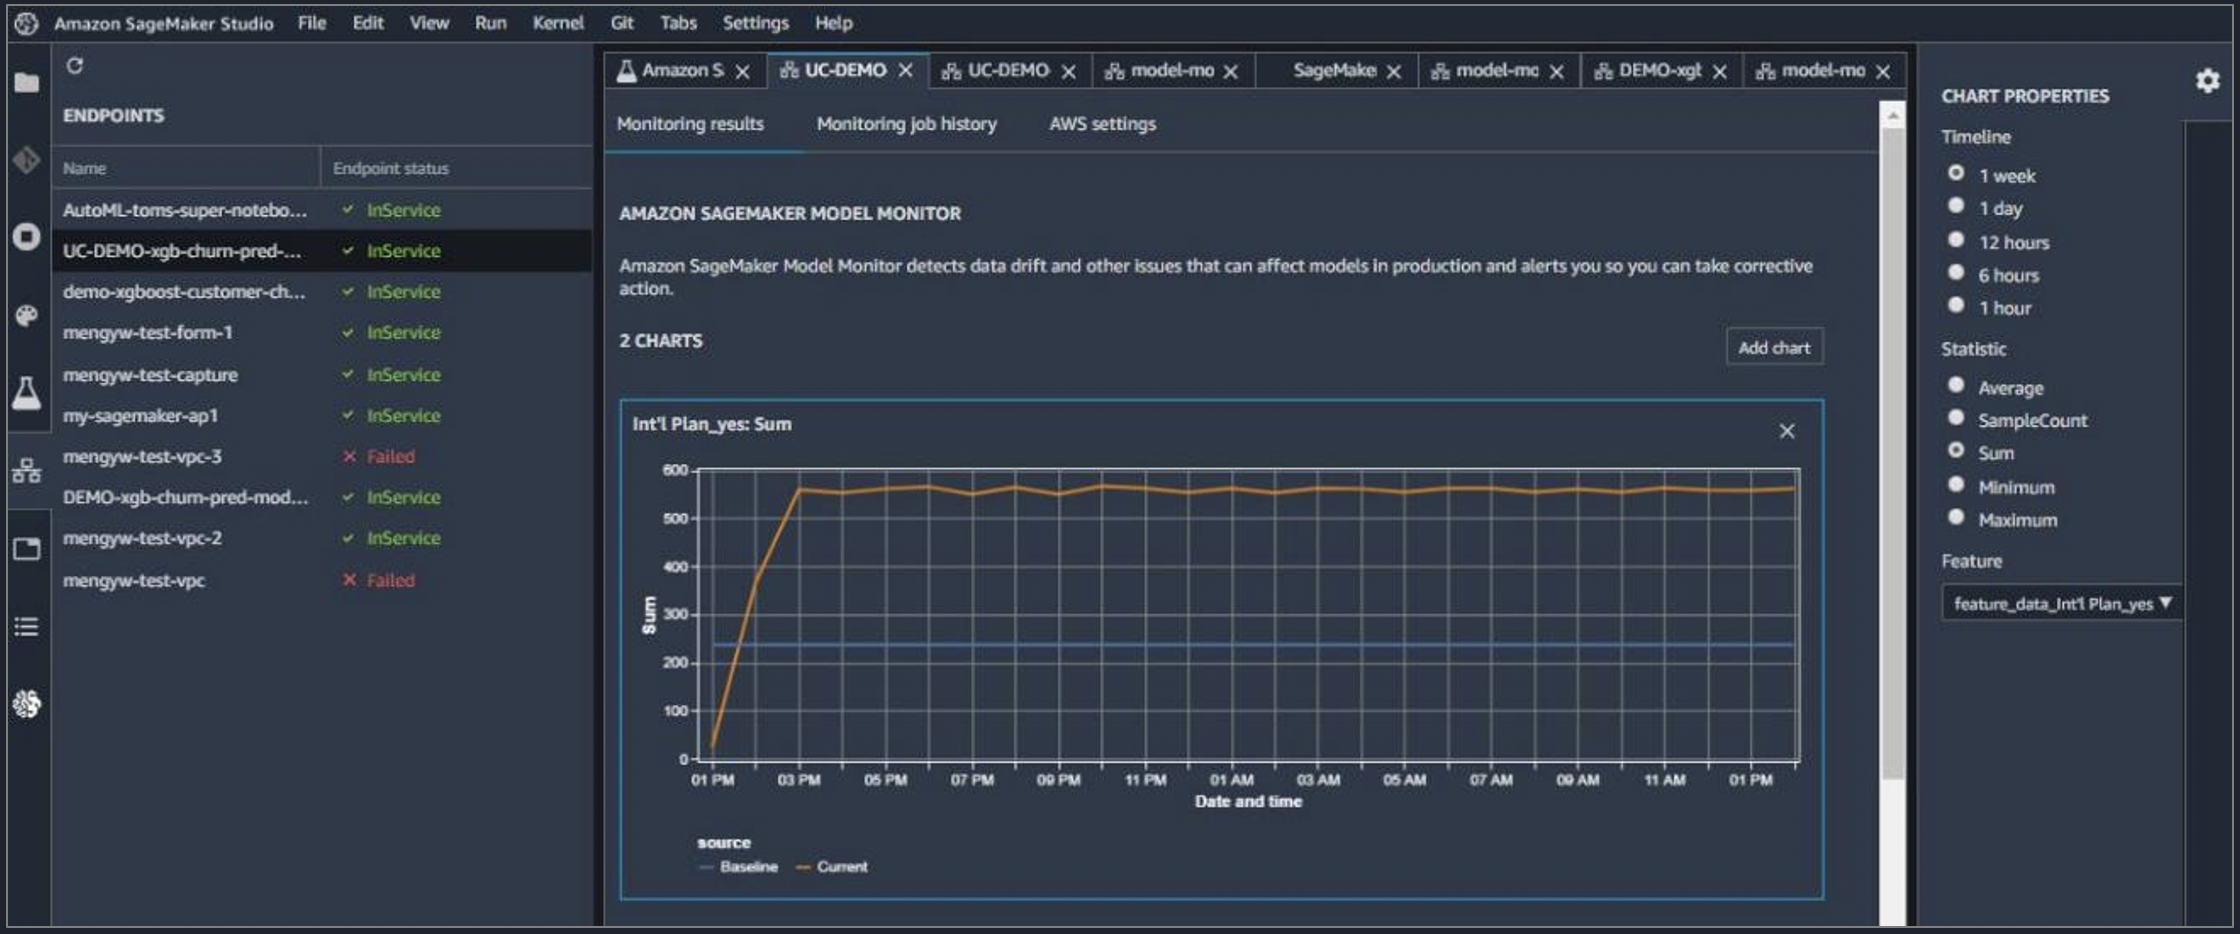 Amazon SageMaker Studio File Edit View Run Kernel Git Tabs Settings Help
ENDPOINTS
Name Endpoint status
AutoML-toms-super-notebo... InService
UC-DEMO-xgb-churn-pred-... InService
demo-xgboost-customer-ch... InService
mengyw-test-form-1 InService
mengyw-test-capture InService
my-sagemaker-ap1 InService
mengyw-test-vpc-3 Failed
DEMO-xgb-churn-pred-mod... InService
mengyw-test-vpc-2 InService
mengyw-test-vpc Failed
Amazon S UC-DEMO UC-DEMO model-mo SageMake model-mo DEMO-xgb model-mo
Monitoring results Monitoring job history AWS settings
AMAZON SAGEMAKER MODEL MONITOR
Amazon SageMaker Model Monitor detects data drift and other issues that can affect models in production and alerts you so you can take corrective
action.
2 CHARTS
Add chart
Int'l Plan_yes: Sum
600
500
400
300
200
100
0
Sum
01 PM 03 PM 05 PM 07 PM 09 PM 11 PM 01 AM 03 AM 05 AM 07 AM 09 AM 11 AM 01 PM
Date and time
source
Baseline Current
CHART PROPERTIES
Timeline
1 week
1 day
12 hours
6 hours
1 hour
Statistic
Average
SampleCount
Sum
Minimum
Maximum
Feature
feature_data_Int'l Plan_yes